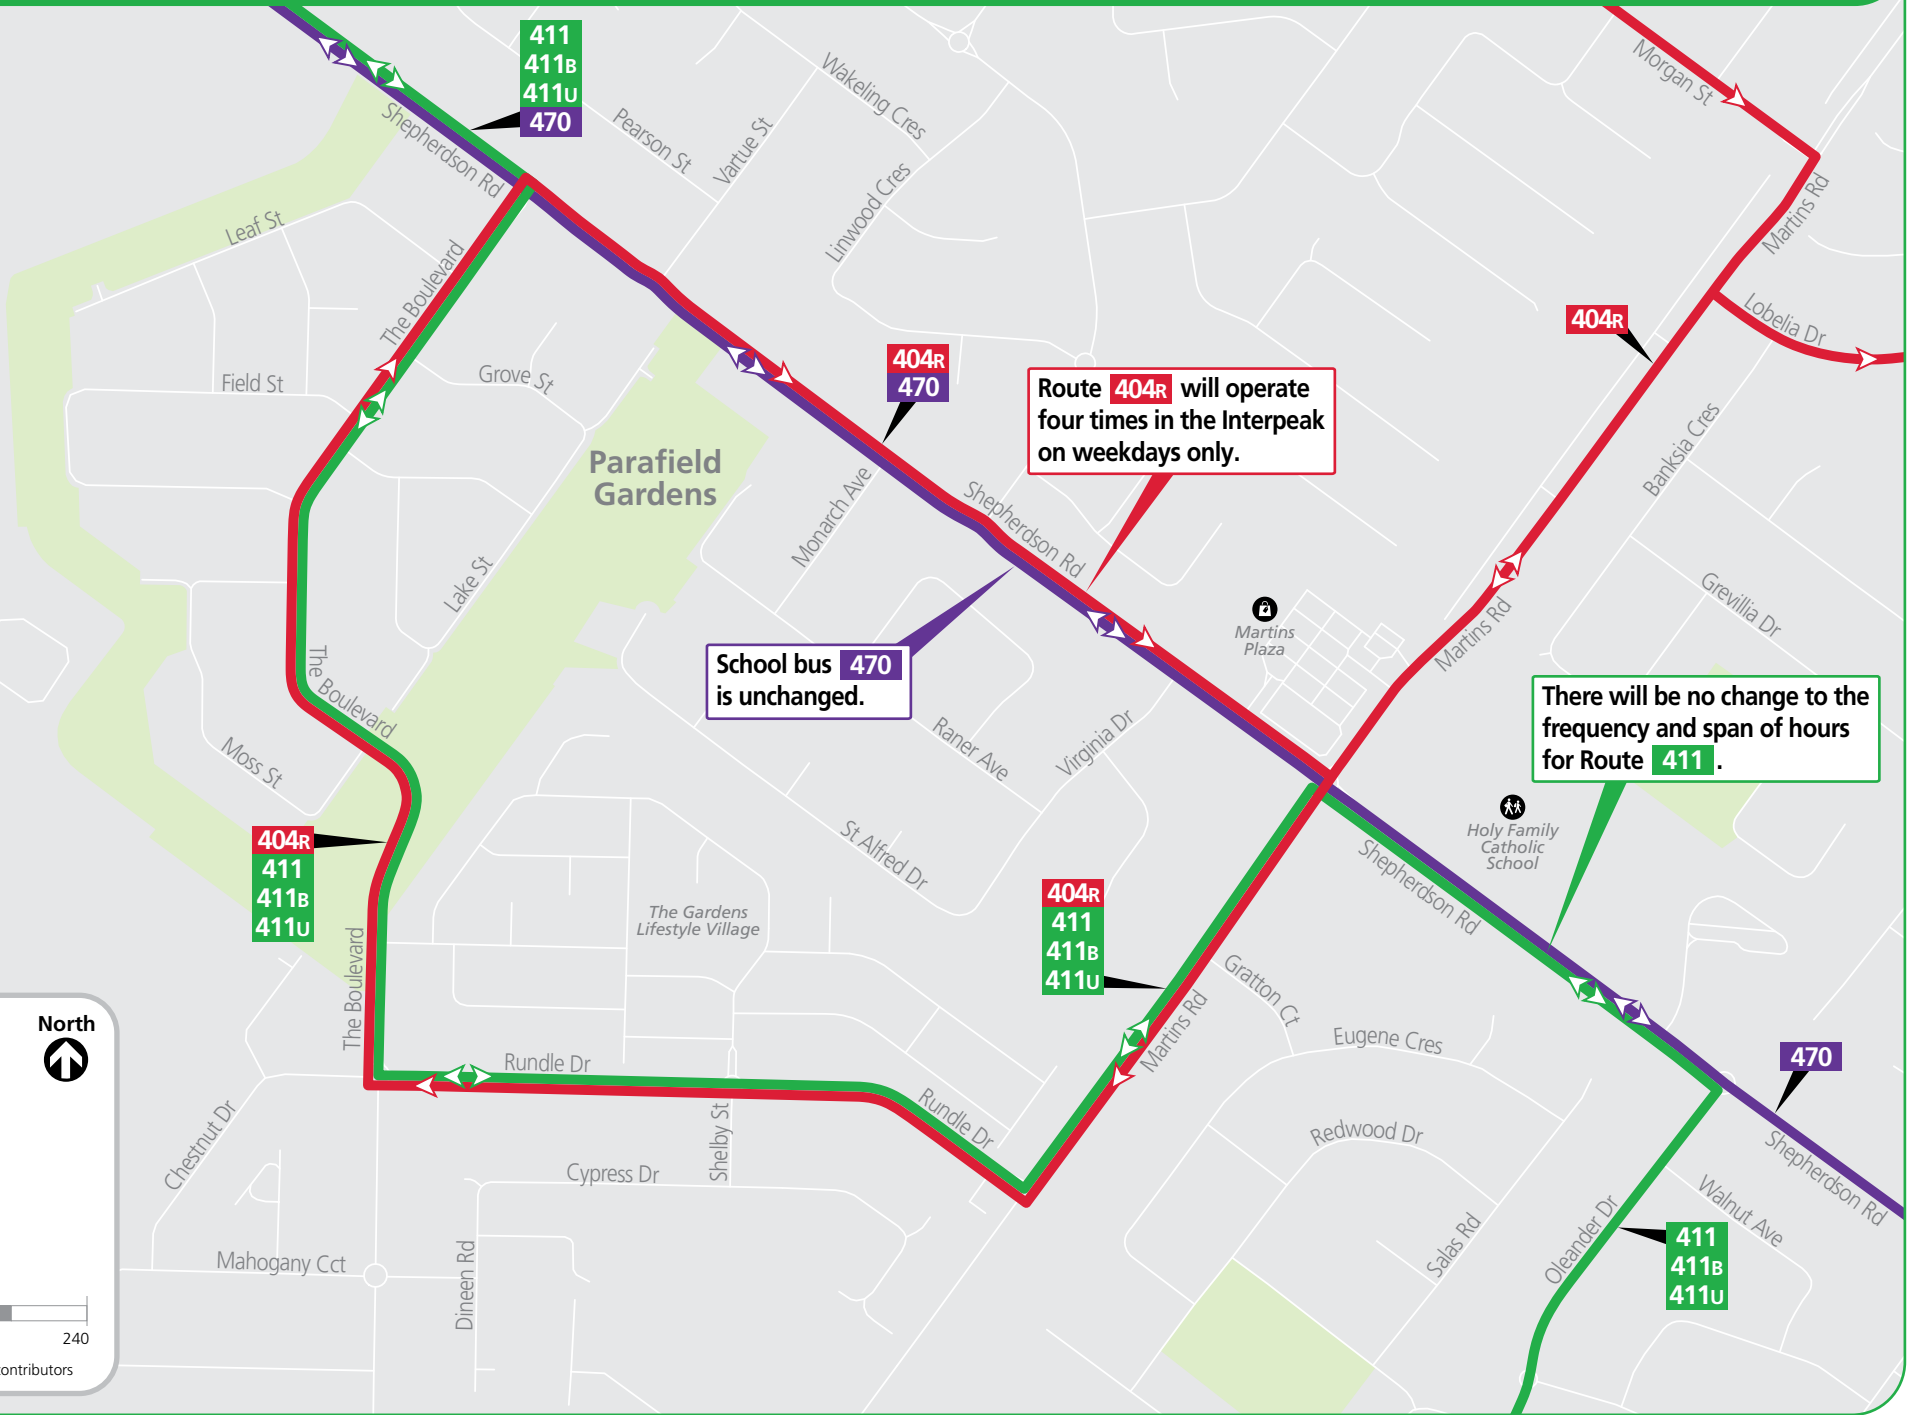 411
411B
411U
470
Wakeling Cres
Morgan St
Pearson St
Vartue St
Shepherdson Rd
Linwood Cres
Martins Rd
Leaf St
The Boulevard
Lobelia Dr
404R
Field St
Grove St
404R
470
Route 404R will operate
four times in the Interpeak
on weekdays only.
Banksia Cres
Parafield
Gardens
Monarch Ave
Shepherdson Rd
Lake St
Grevillia Dr
Martins
Plaza
Martins Rd
School bus 470
is unchanged.
The Boulevard
There will be no change to the
frequency and span of hours
for Route 411 .
Raner Ave
Virginia Dr
Moss St
Holy Family
Catholic
School
St Alfred Dr
Shepherdson Rd
404R
411
411B
411U
404R
411
411B
411U
The Gardens
Lifestyle Village
The Boulevard
Gratton Ct
Martins Rd
Eugene Cres
North
Rundle Dr
470
Rundle Dr
Chestnut Dr
Shelby St
Redwood Dr
Shepherdson Rd
Cypress Dr
Walnut Ave
Oleander Dr
Salas Rd
Mahogany Cct
Dineen Rd
411
411B
411U
240
contributors